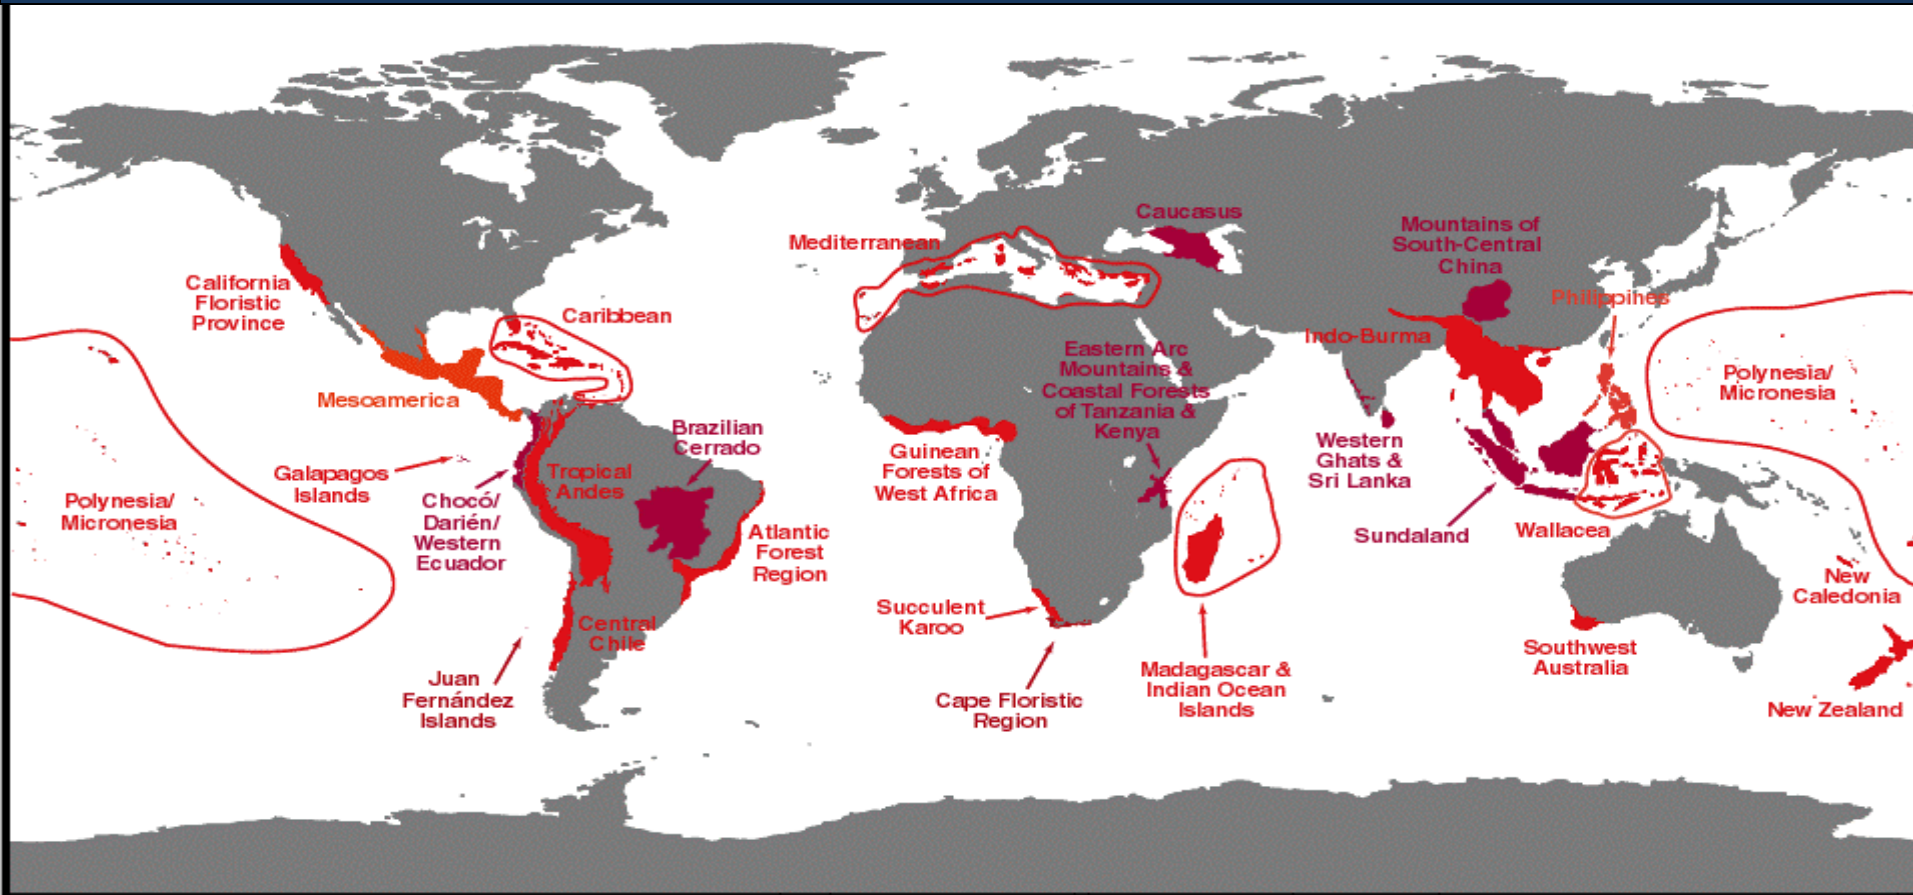 Caucasus
Mountains of
South-Central
China
Mediterranean
California
Floristic
Province
Caribbean
Philippines
Indo-Burma
Eastern Arc
Mountains &
Coastal Forests
of Tanzania &
Kenya
Polynesia/
Micronesia
Mesoamerica
Brazilian
Cerrado
Guinean
Forests of
West Africa
Western
Ghats &
Sri Lanka
Galapagos
Islands
Tropical
Andes
Polynesia/
Micronesia
Chocó/
Darién/
Western
Ecuador
Atlantic
Forest
Region
Sundaland
Wallacea
New
Caledonia
Succulent
Karoo
Central
Chile
Southwest
Australia
Juan
Fernández
Islands
Cape Floristic
Region
Madagascar &
Indian Ocean
Islands
New Zealand